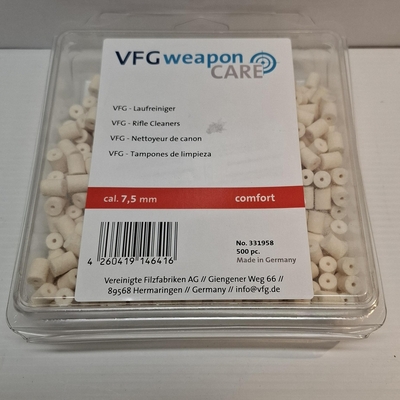 VFG weapon
CARE
VFG - Laufreiniger
VFG - Rifle Cleaners
VFG - Nettoyeur de canon
VFG - Tampones de limpieza
cal. 7,5 mm comfort
4 260419 146416
No. 331958
500 pc.
Made in Germany
Vereinigte Filzfabriken AG // Giengener Weg 66 //
89568 Hermaringen // Germany // info@vfg.de